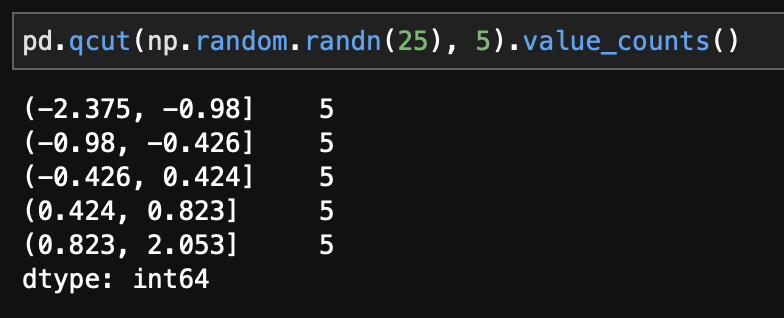 pd.qcut(np.random.randn(25), 5).value_counts()
(-2.375, -0.98]     5
(-0.98, -0.426]     5
(-0.426, 0.424]     5
(0.424, 0.823]      5
(0.823, 2.053]      5
dtype: int64